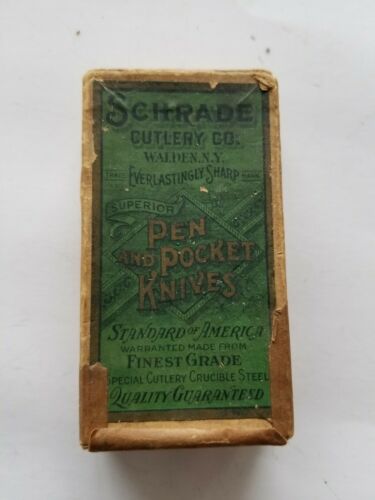 SCHRADE
CUTLERY CO.
WALDEN, N.Y.
TRADE EVERLASTINGLY SHARP MARK
SUPERIOR
PEN
AND POCKET
KNIVES
STANDARD OF AMERICA
WARRANTED MADE FROM
FINEST GRADE
SPECIAL CUTLERY CRUCIBLE STEEL
QUALITY GUARANTEED